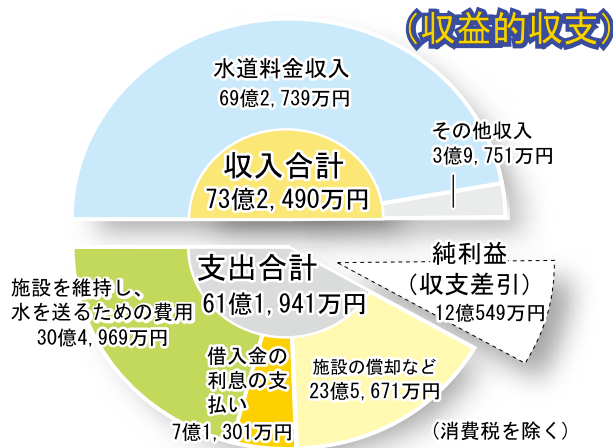 (収益的収支)
水道料金収入
69億2,739万円
その他収入
3億9,751万円
収入合計
73億2,490万円
純利益
(収支差引)
12億549万円
支出合計
61億1,941万円
施設を維持し、
水を送るための費用
30億4,969万円
借入金の
利息の支
払い
7億1,301万円
施設の償却など
23億5,671万円
(消費税を除く)